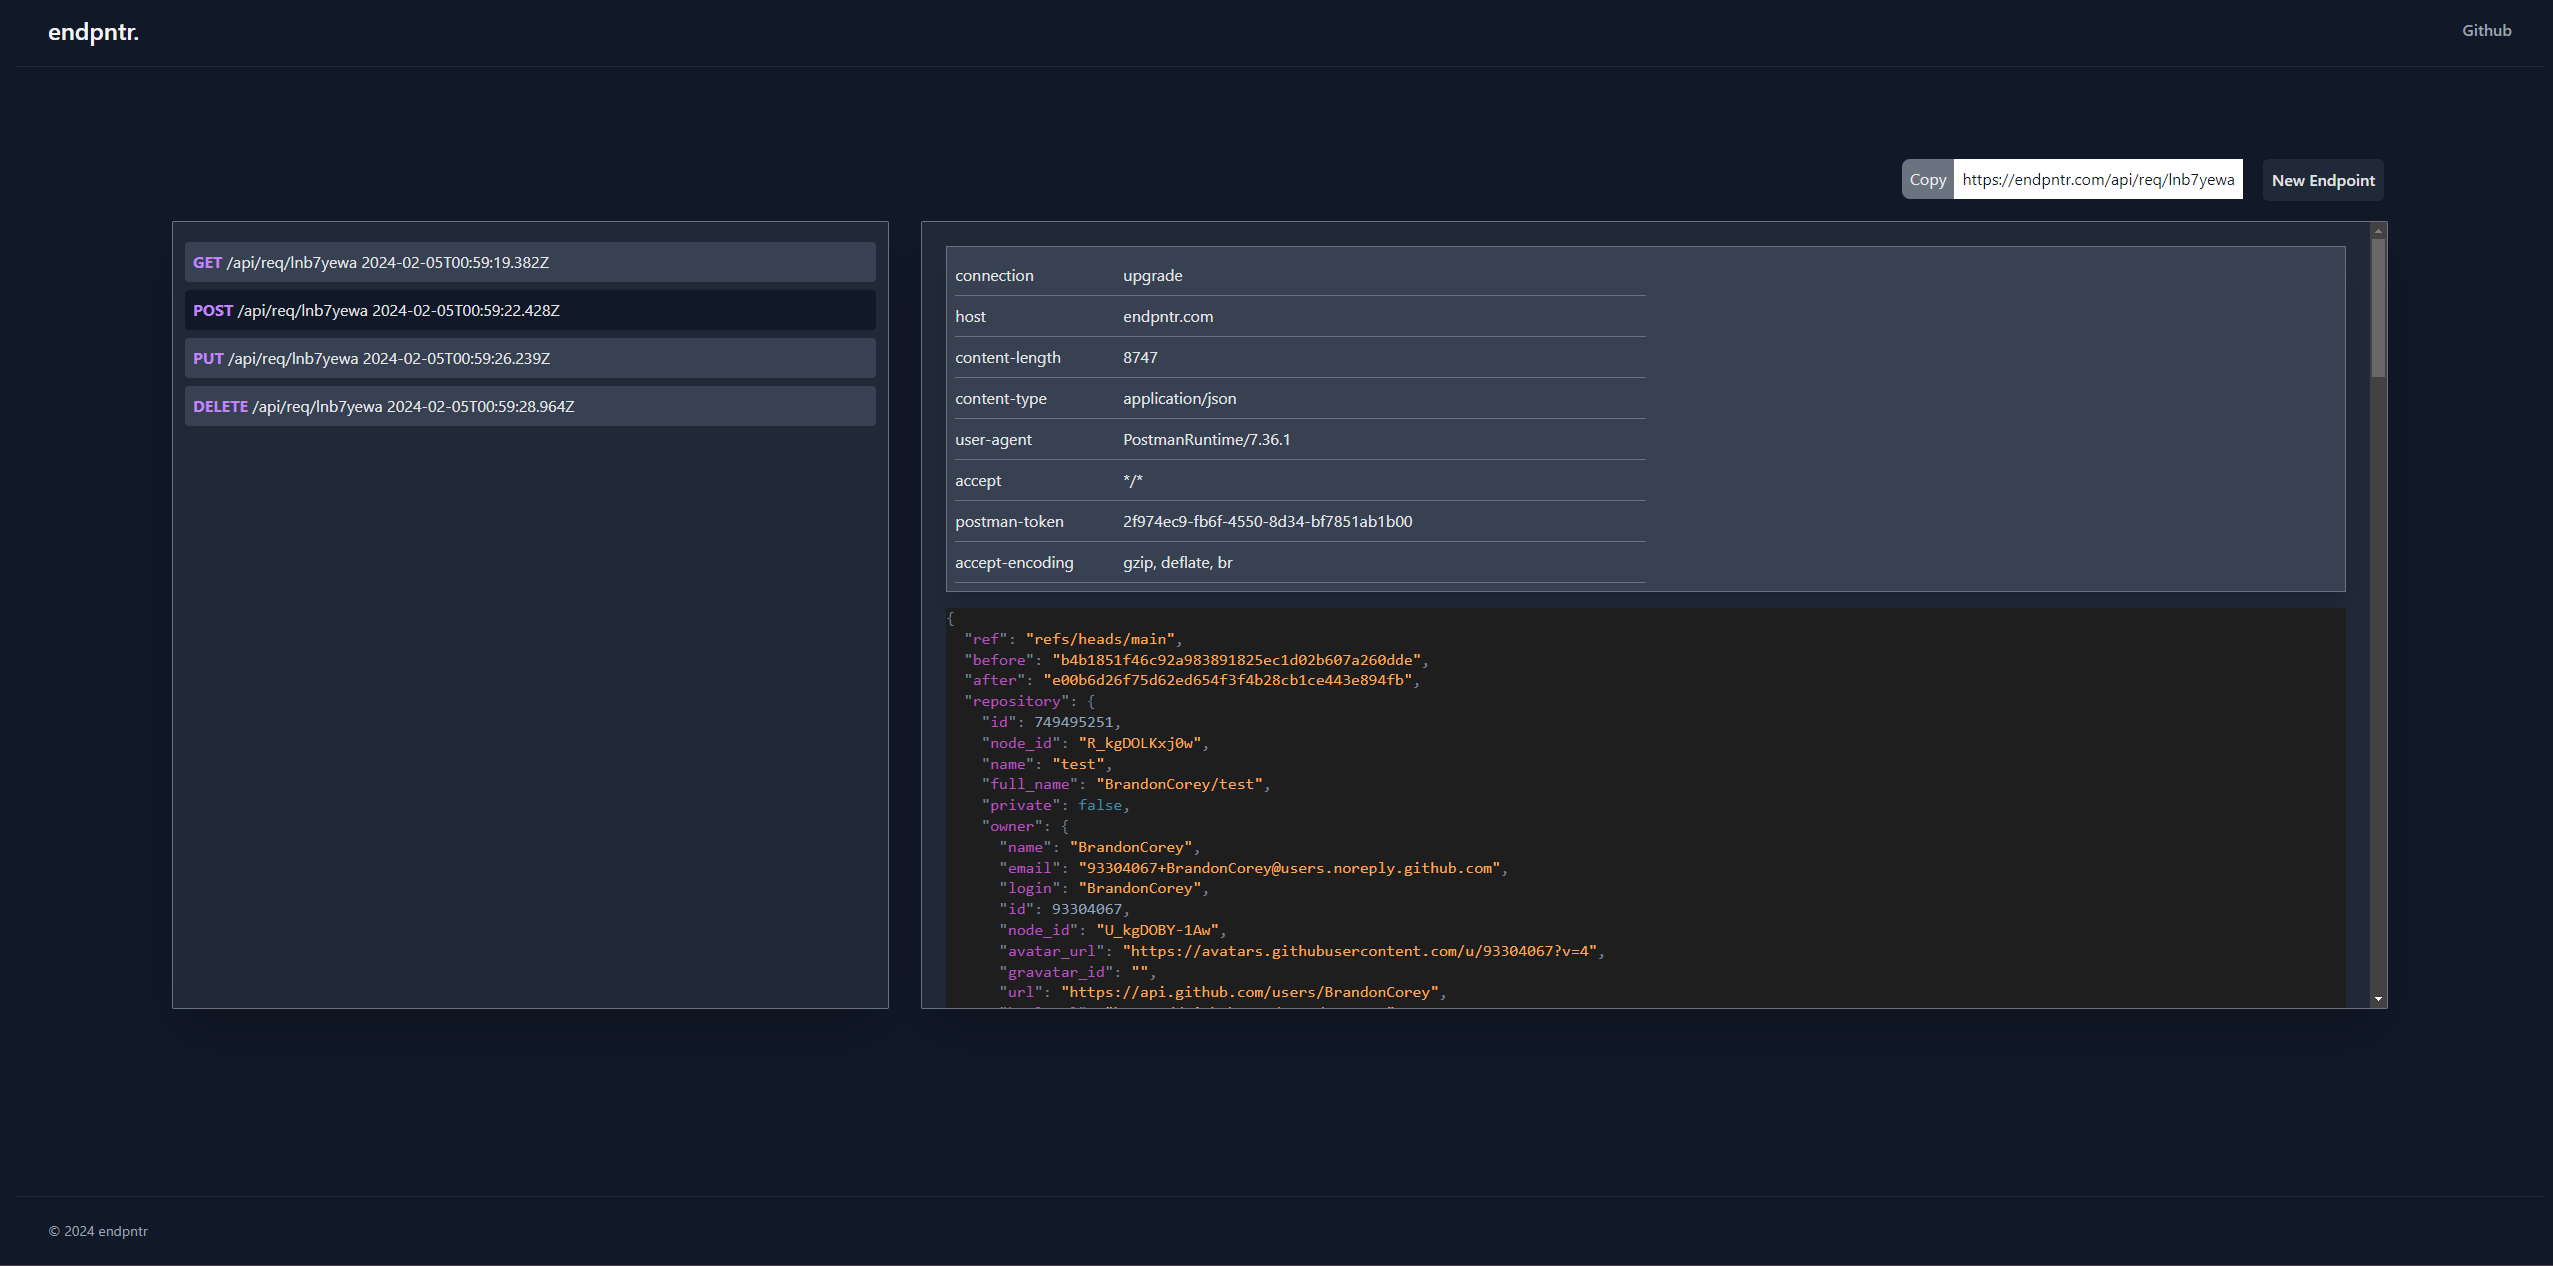 endpntr.
Github
Copy https://endpntr.com/api/req/lnb7yewa New Endpoint
GET /api/req/lnb7yewa 2024-02-05T00:59:19.382Z
POST /api/req/lnb7yewa 2024-02-05T00:59:22.428Z
PUT /api/req/lnb7yewa 2024-02-05T00:59:26.239Z
DELETE /api/req/lnb7yewa 2024-02-05T00:59:28.964Z
connection upgrade
host endpntr.com
content-length 8747
content-type application/json
user-agent PostmanRuntime/7.36.1
accept */*
postman-token 2f974ec9-fb6f-4550-8d34-bf7851ab1b00
accept-encoding gzip, deflate, br
{
"ref": "refs/heads/main",
"before": "b4b1851f46c92a983891825ec1d02b607a260dde",
"after": "e00b6d26f75d62ed654f3f4b28cb1ce443e894fb",
"repository": {
"id": 749495251,
"node_id": "R_kgDOLKxj0w",
"name": "test",
"full_name": "BrandonCorey/test",
"private": false,
"owner": {
"name": "BrandonCorey",
"email": "93304067+BrandonCorey@users.noreply.github.com",
"login": "BrandonCorey",
"id": 93304067,
"node_id": "U_kgDOBY-1Aw",
"avatar_url": "https://avatars.githubusercontent.com/u/93304067?v=4",
"gravatar_id": "",
"url": "https://api.github.com/users/BrandonCorey",
© 2024 endpntr